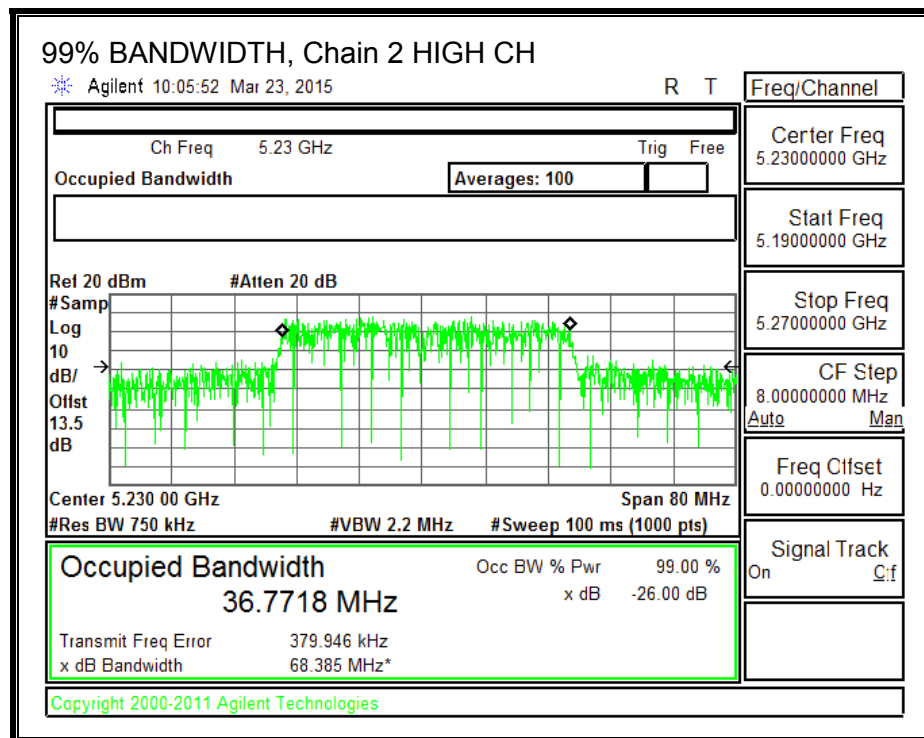 99% BANDWIDTH, Chain 2 HIGH CH
Agilent 10:05:52 Mar 23, 2015 R T
Freq/Channel
Ch Freq 5.23 GHz Trig Free
Occupied Bandwidth Averages: 100
Center Freq
5.23000000 GHz
Start Freq
5.19000000 GHz
Stop Freq
5.27000000 GHz
CF Step
8.00000000 MHz
Auto Man
Freq Offset
0.00000000 Hz
Signal Track
On Off
Ref 20 dBm #Atten 20 dB
#Samp
Log
10
dB/
Offst
13.5
dB
Center 5.230 00 GHz Span 80 MHz
#Res BW 750 kHz #VBW 2.2 MHz #Sweep 100 ms (1000 pts)
Occupied Bandwidth Occ BW % Pwr 99.00 %
36.7718 MHz x dB -26.00 dB
Transmit Freq Error 379.946 kHz
x dB Bandwidth 68.385 MHz*
Copyright 2000-2011 Agilent Technologies